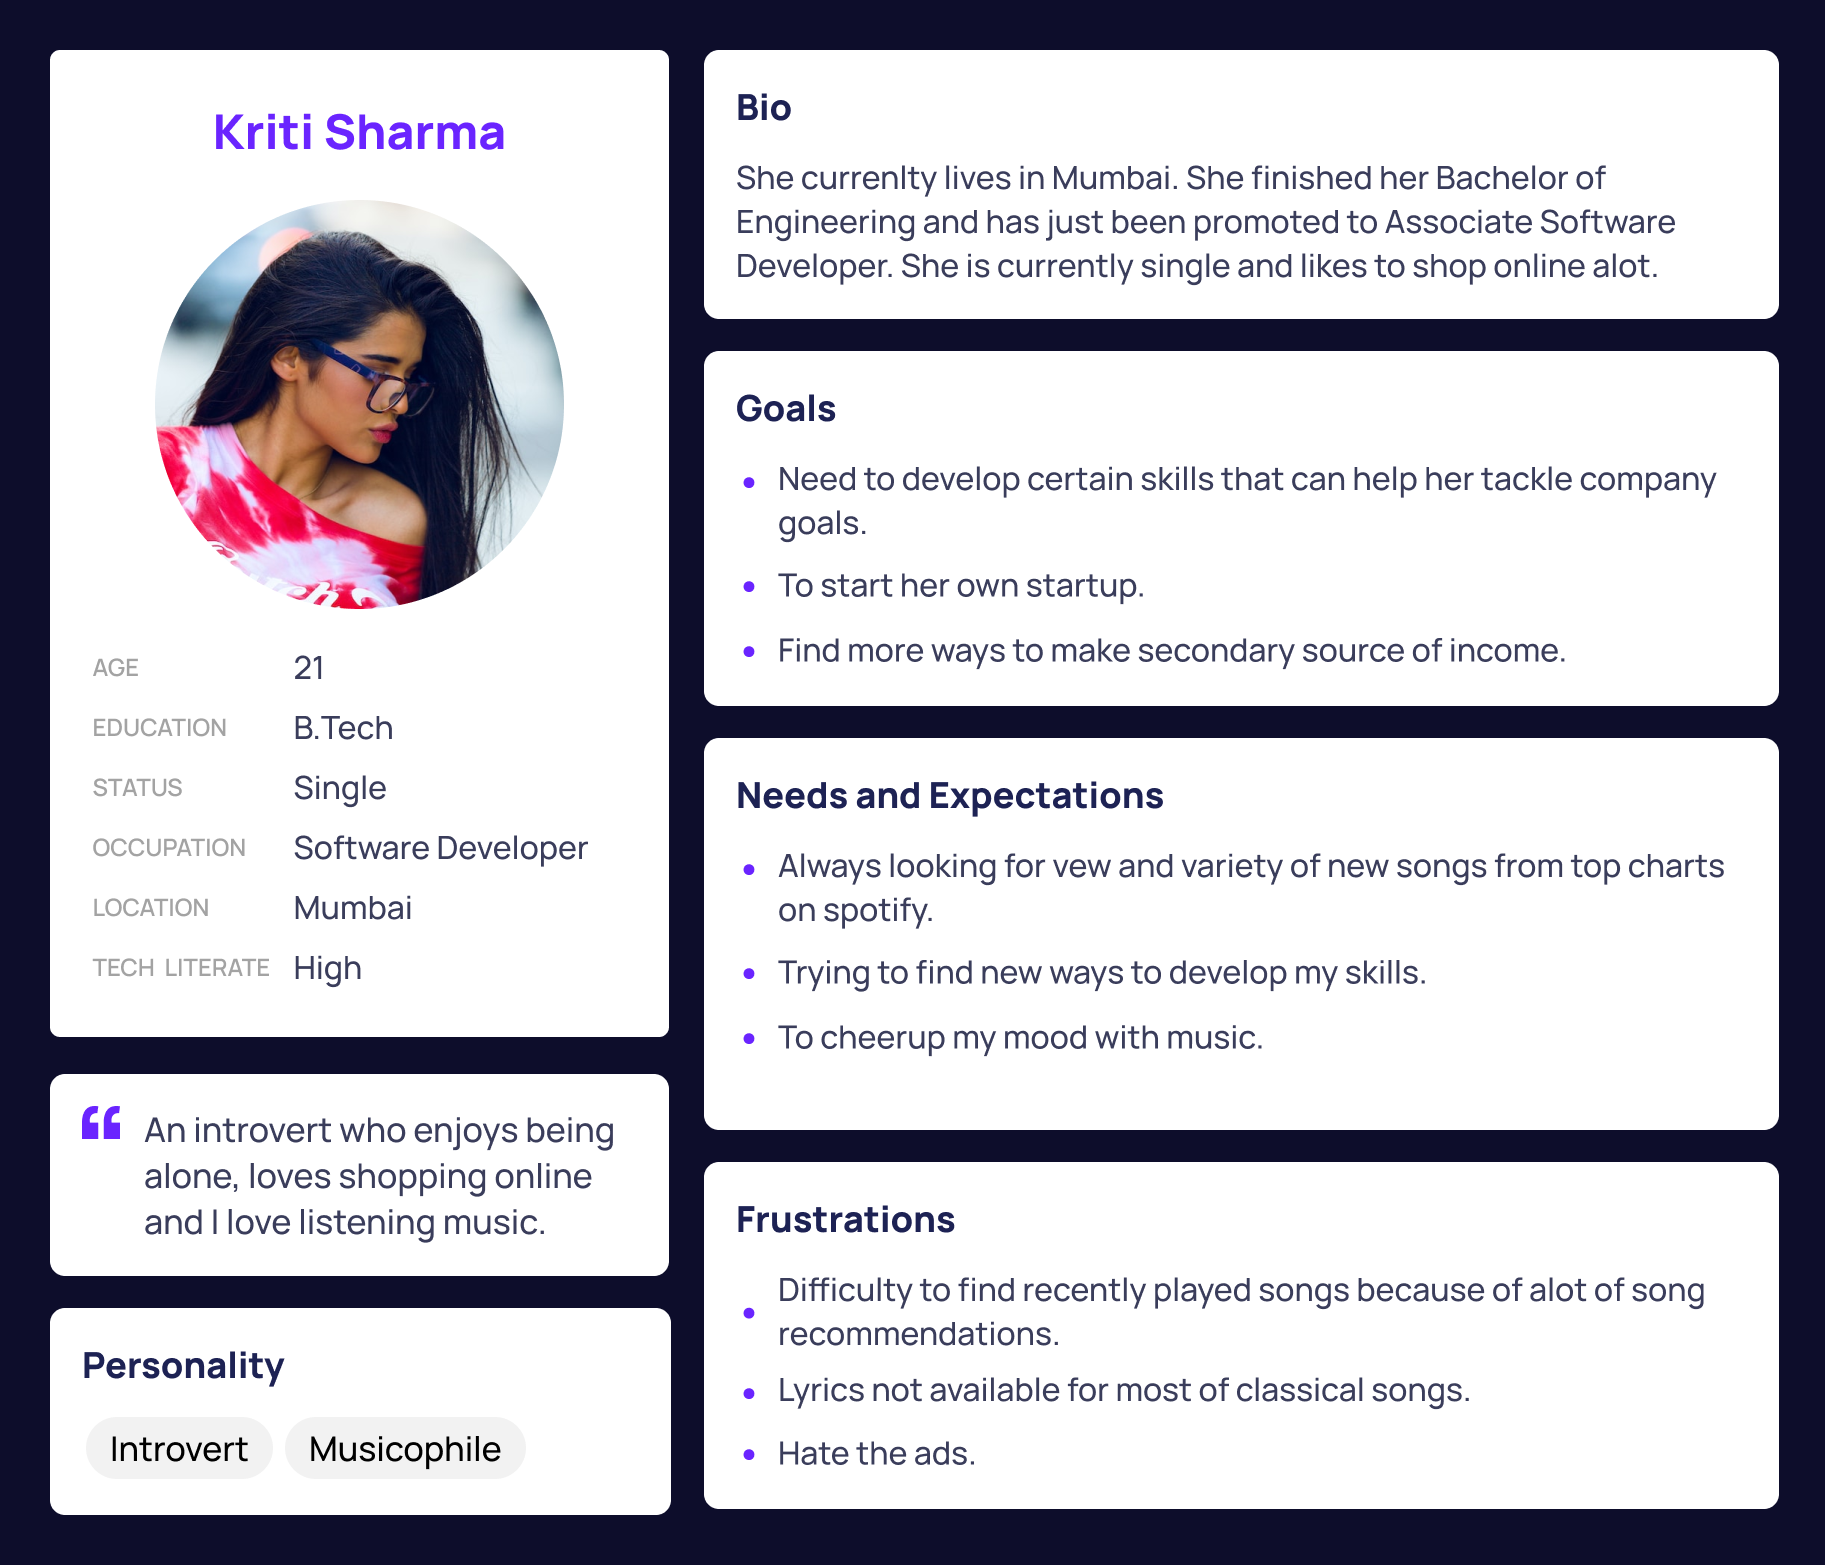 Kriti Sharma
AGE 21
EDUCATION B.Tech
STATUS Single
OCCUPATION Software Developer
LOCATION Mumbai
TECH LITERATE High
“ An introvert who enjoys being
alone, loves shopping online
and I love listening music.
Personality
Introvert Musicophile
Bio
She currenlty lives in Mumbai. She finished her Bachelor of
Engineering and has just been promoted to Associate Software
Developer. She is currently single and likes to shop online alot.
Goals
• Need to develop certain skills that can help her tackle company
goals.
• To start her own startup.
• Find more ways to make secondary source of income.
Needs and Expectations
• Always looking for vew and variety of new songs from top charts
on spotify.
• Trying to find new ways to develop my skills.
• To cheerup my mood with music.
Frustrations
• Difficulty to find recently played songs because of alot of song
recommendations.
• Lyrics not available for most of classical songs.
• Hate the ads.